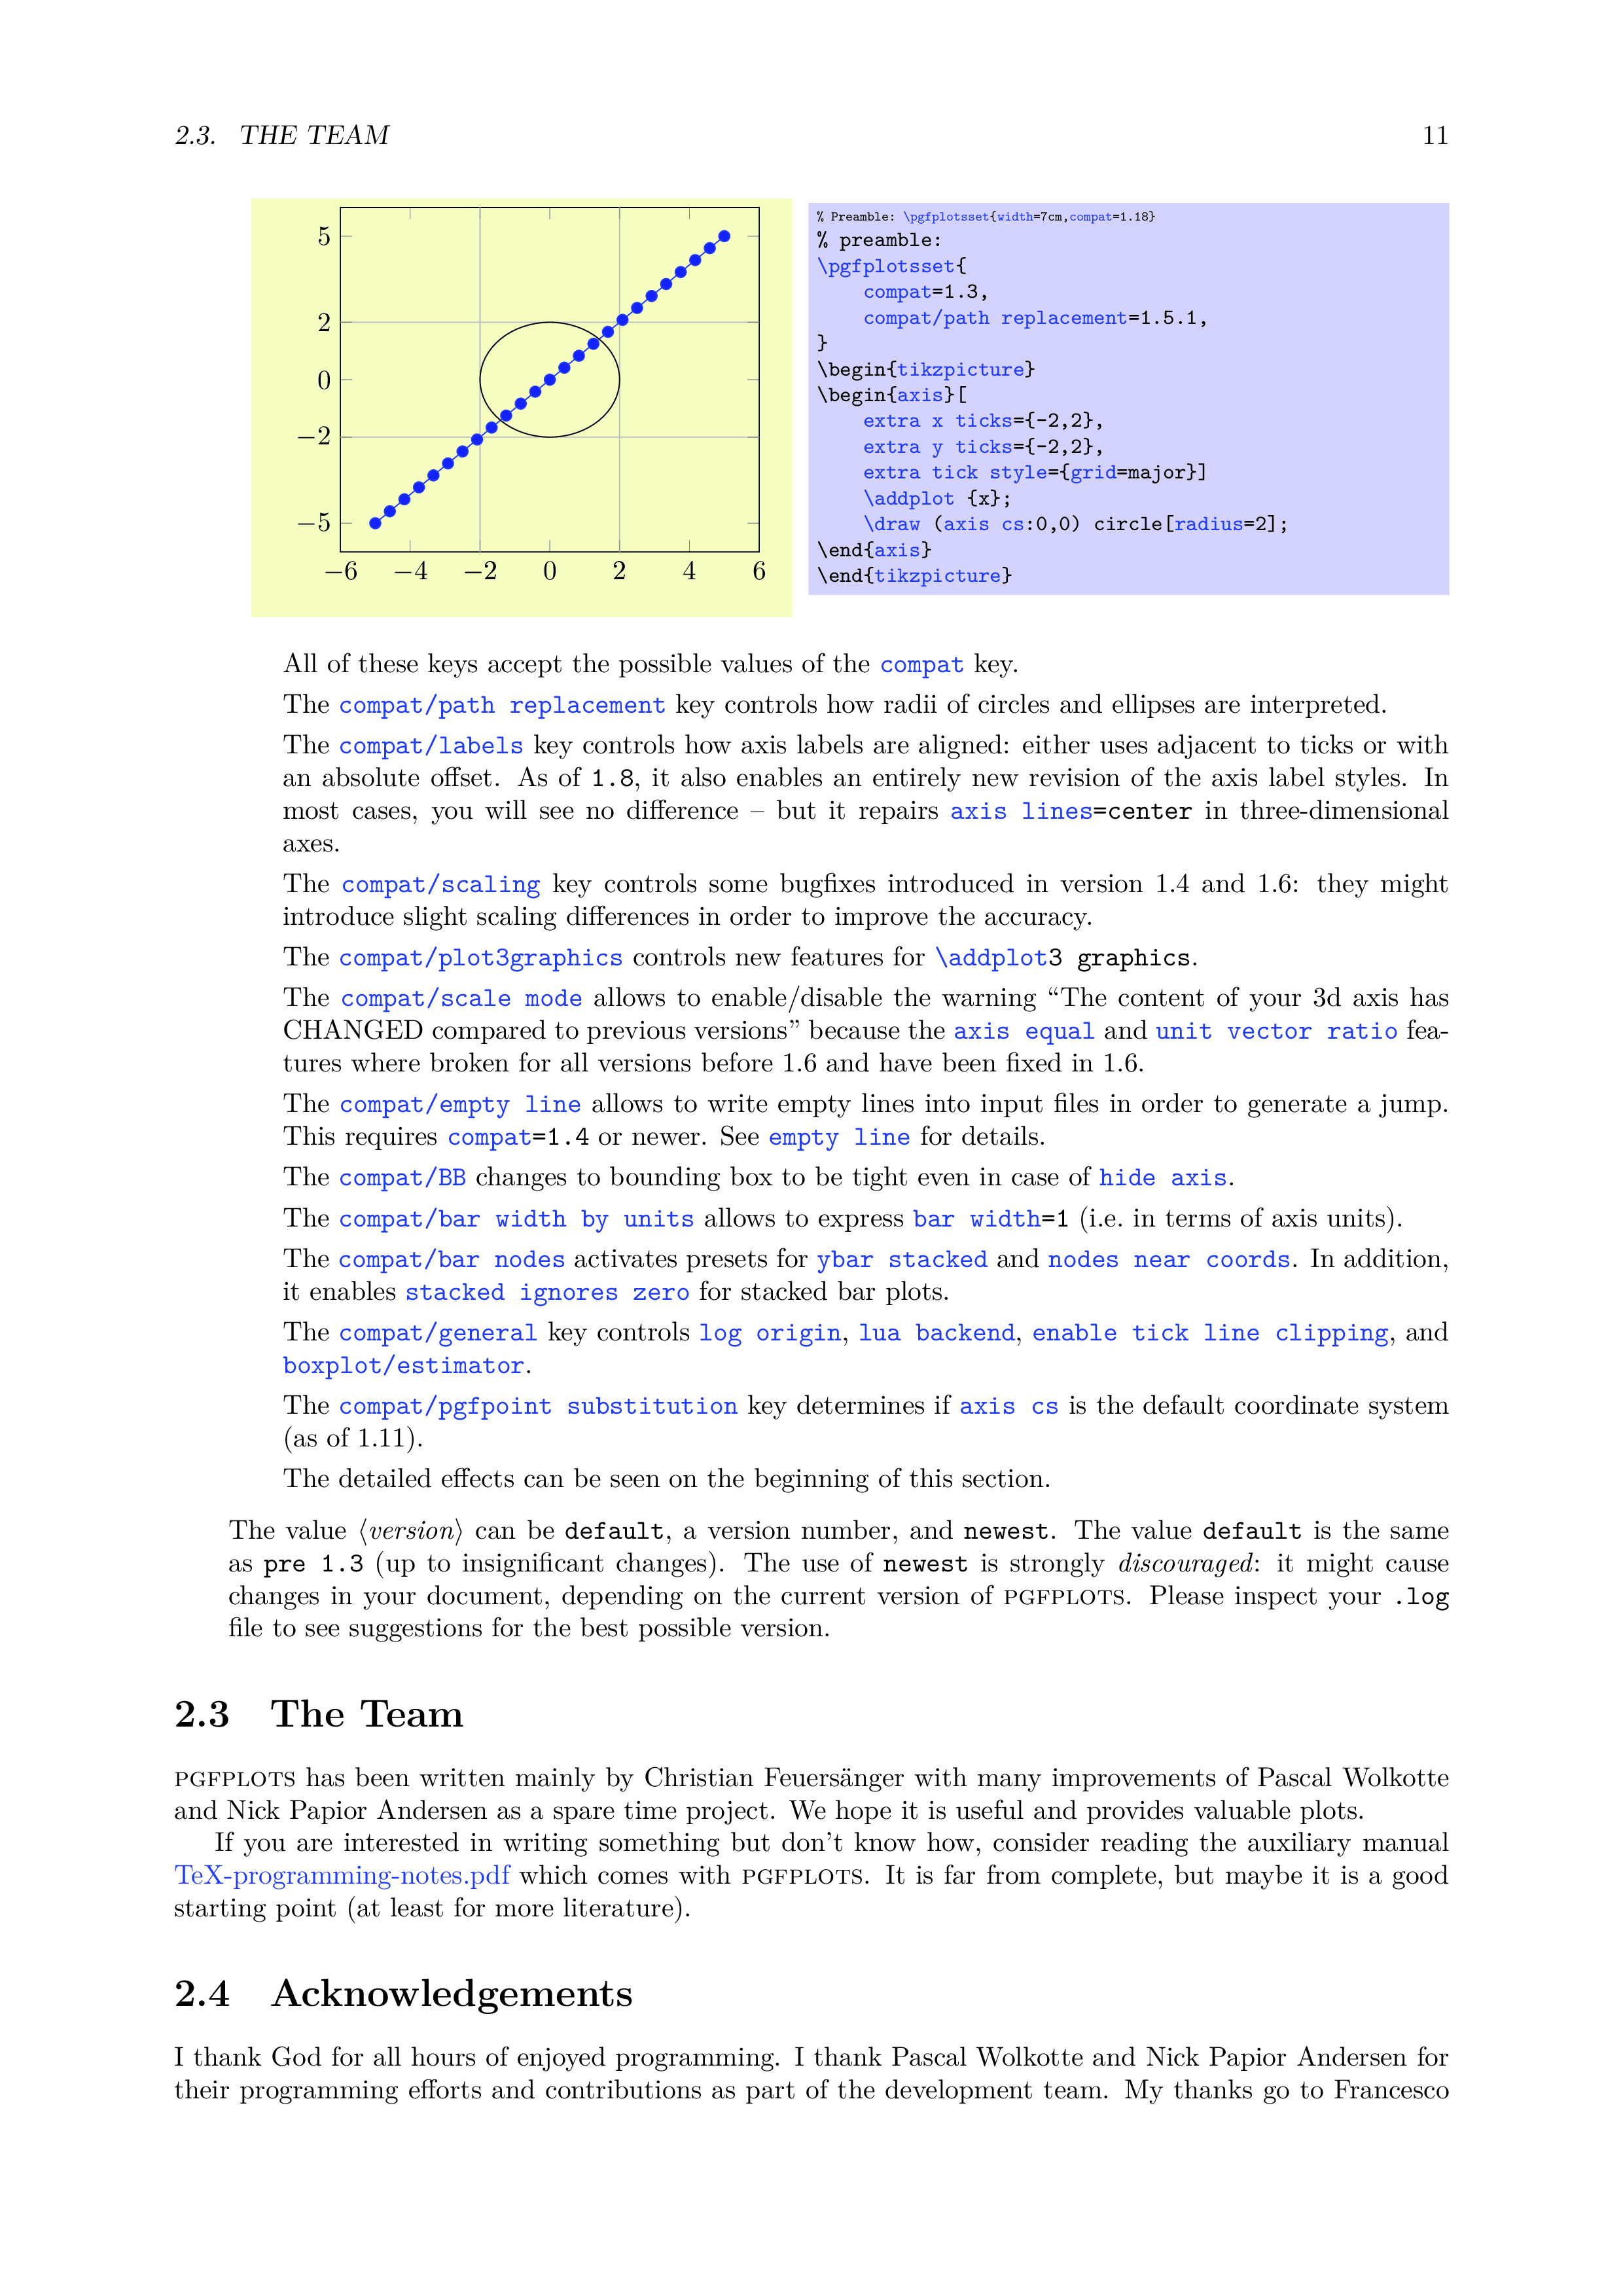 2.3. THE TEAM 11
5
2
0
−2
−5
−6 −4 −2 0 2 4 6
% Preamble: \pgfplotsset{width=7cm,compat=1.18}
% preamble:
\pgfplotsset{
    compat=1.3,
    compat/path replacement=1.5.1,
}
\begin{tikzpicture}
\begin{axis}[
    extra x ticks={-2,2},
    extra y ticks={-2,2},
    extra tick style={grid=major}]
    \addplot {x};
    \draw (axis cs:0,0) circle[radius=2];
\end{axis}
\end{tikzpicture}
All of these keys accept the possible values of the compat key.
The compat/path replacement key controls how radii of circles and ellipses are interpreted.
The compat/labels key controls how axis labels are aligned: either uses adjacent to ticks or with
an absolute offset. As of 1.8, it also enables an entirely new revision of the axis label styles. In
most cases, you will see no difference – but it repairs axis lines=center in three-dimensional
axes.
The compat/scaling key controls some bugfixes introduced in version 1.4 and 1.6: they might
introduce slight scaling differences in order to improve the accuracy.
The compat/plot3graphics controls new features for \addplot3 graphics.
The compat/scale mode allows to enable/disable the warning “The content of your 3d axis has
CHANGED compared to previous versions” because the axis equal and unit vector ratio fea-
tures where broken for all versions before 1.6 and have been fixed in 1.6.
The compat/empty line allows to write empty lines into input files in order to generate a jump.
This requires compat=1.4 or newer. See empty line for details.
The compat/BB changes to bounding box to be tight even in case of hide axis.
The compat/bar width by units allows to express bar width=1 (i.e. in terms of axis units).
The compat/bar nodes activates presets for ybar stacked and nodes near coords. In addition,
it enables stacked ignores zero for stacked bar plots.
The compat/general key controls log origin, lua backend, enable tick line clipping, and
boxplot/estimator.
The compat/pgfpoint substitution key determines if axis cs is the default coordinate system
(as of 1.11).
The detailed effects can be seen on the beginning of this section.
The value ⟨version⟩ can be default, a version number, and newest. The value default is the same
as pre 1.3 (up to insignificant changes). The use of newest is strongly discouraged: it might cause
changes in your document, depending on the current version of PGFPLOTS. Please inspect your .log
file to see suggestions for the best possible version.
2.3 The Team
PGFPLOTS has been written mainly by Christian Feuersänger with many improvements of Pascal Wolkotte
and Nick Papior Andersen as a spare time project. We hope it is useful and provides valuable plots.
If you are interested in writing something but don’t know how, consider reading the auxiliary manual
TeX-programming-notes.pdf which comes with PGFPLOTS. It is far from complete, but maybe it is a good
starting point (at least for more literature).
2.4 Acknowledgements
I thank God for all hours of enjoyed programming. I thank Pascal Wolkotte and Nick Papior Andersen for
their programming efforts and contributions as part of the development team. My thanks go to Francesco